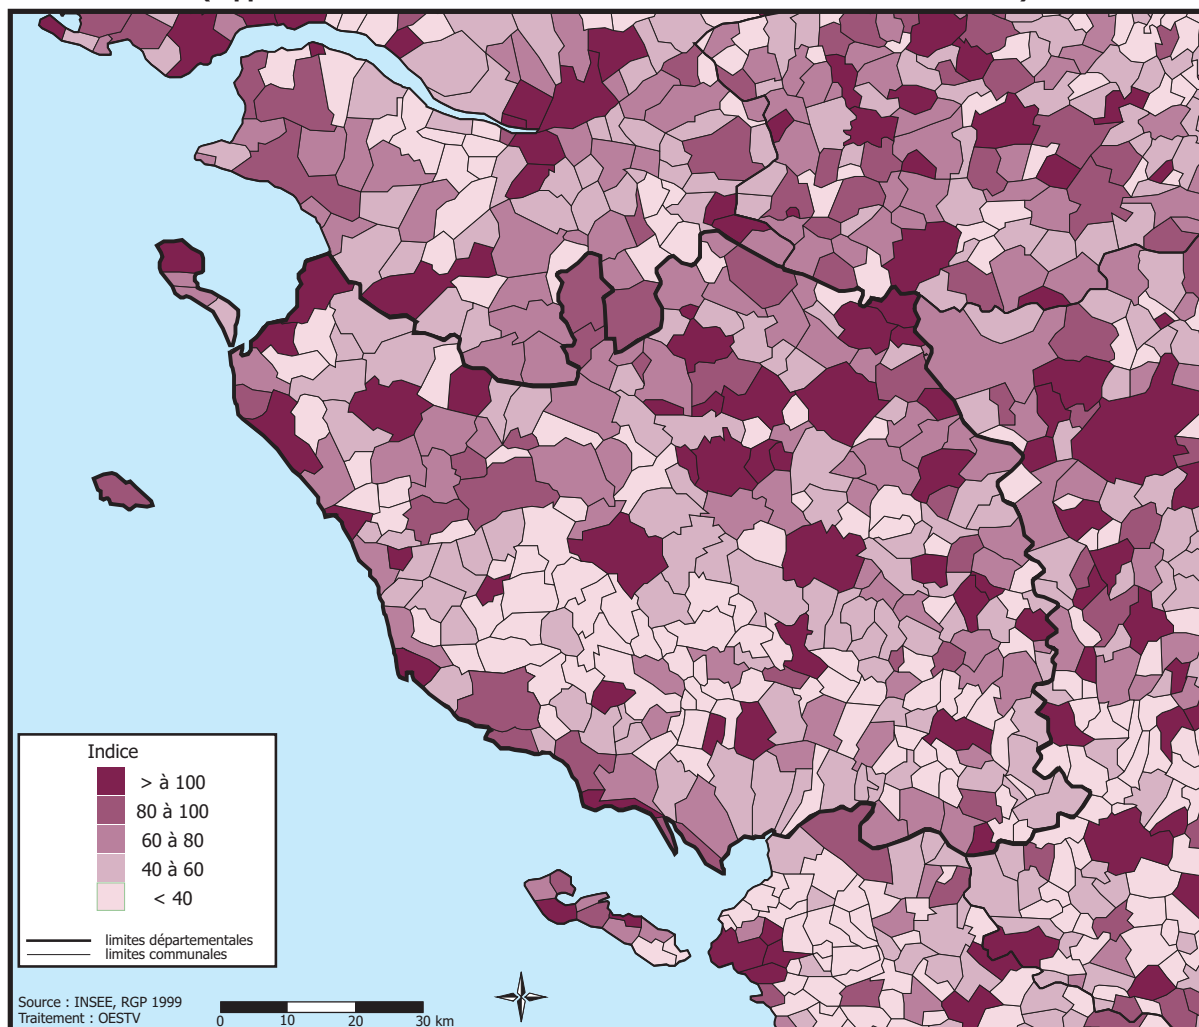 Indice
> à 100
80 à 100
60 à 80
40 à 60
< 40
limites départementales
limites communales
Source : INSEE, RGP 1999
Traitement : OESTV
0 10 20 30 km